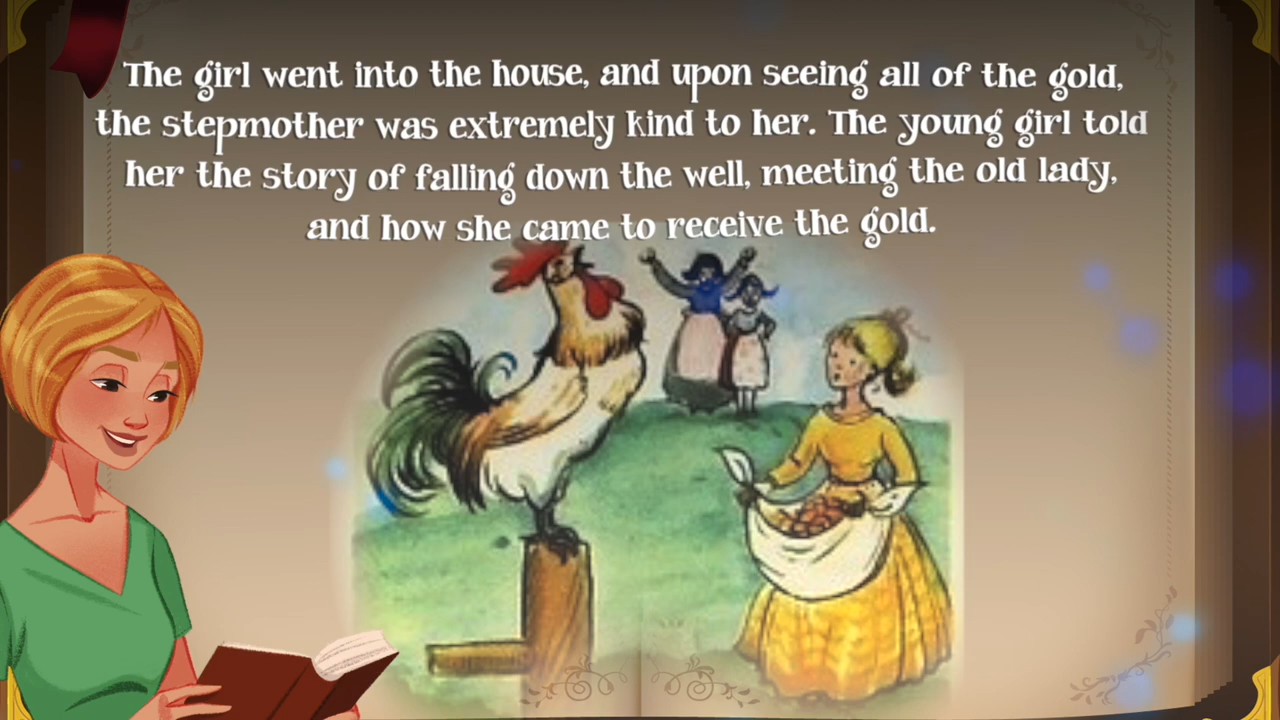 The girl went into the house, and upon seeing all of the gold,
the stepmother was extremely kind to her. The young girl told
her the story of falling down the well, meeting the old lady,
and how she came to receive the gold.